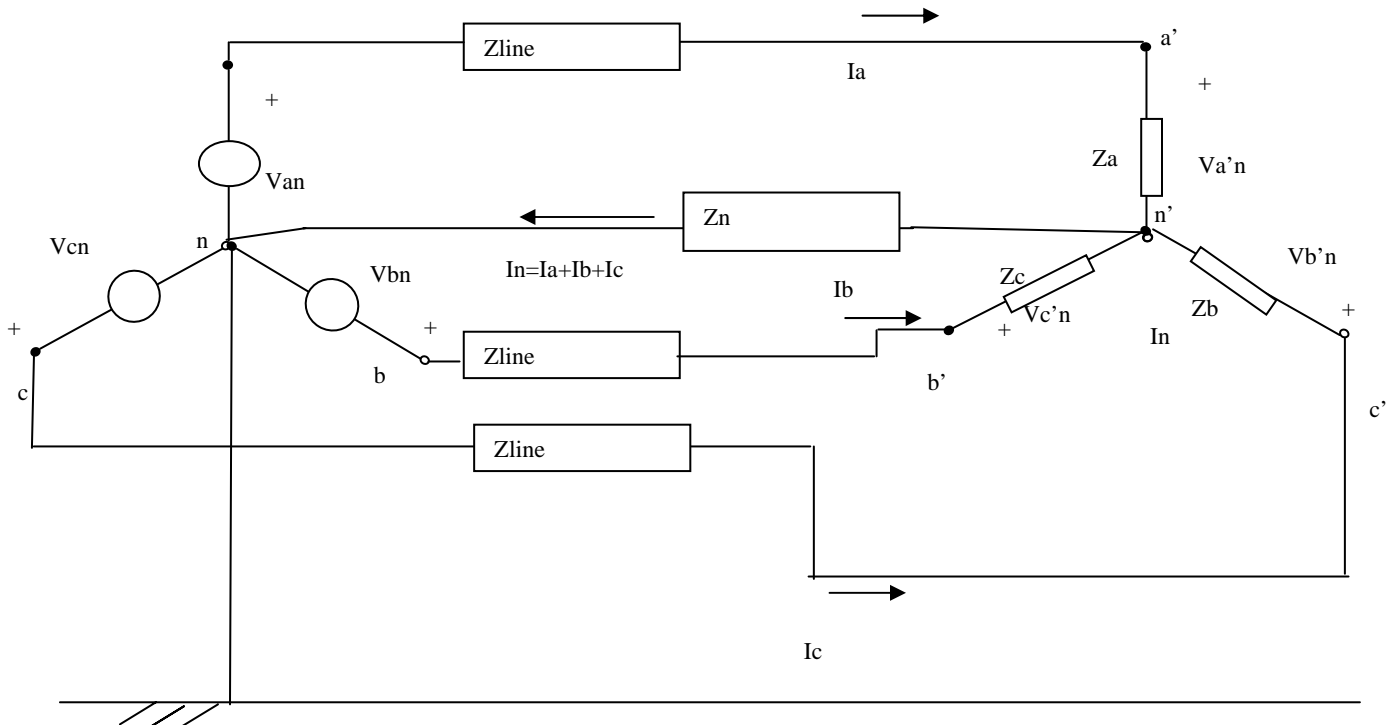 Zline
a’
Ia
+
+
Za
Va’n
Van
Zn
n’
n
Vcn
Vbn
In=Ia+Ib+Ic
Zc
Vb’n
Ib
Zb
Vc’n
+
+
+
+
In
Zline
b
b’
c
c’
Zline
Ic